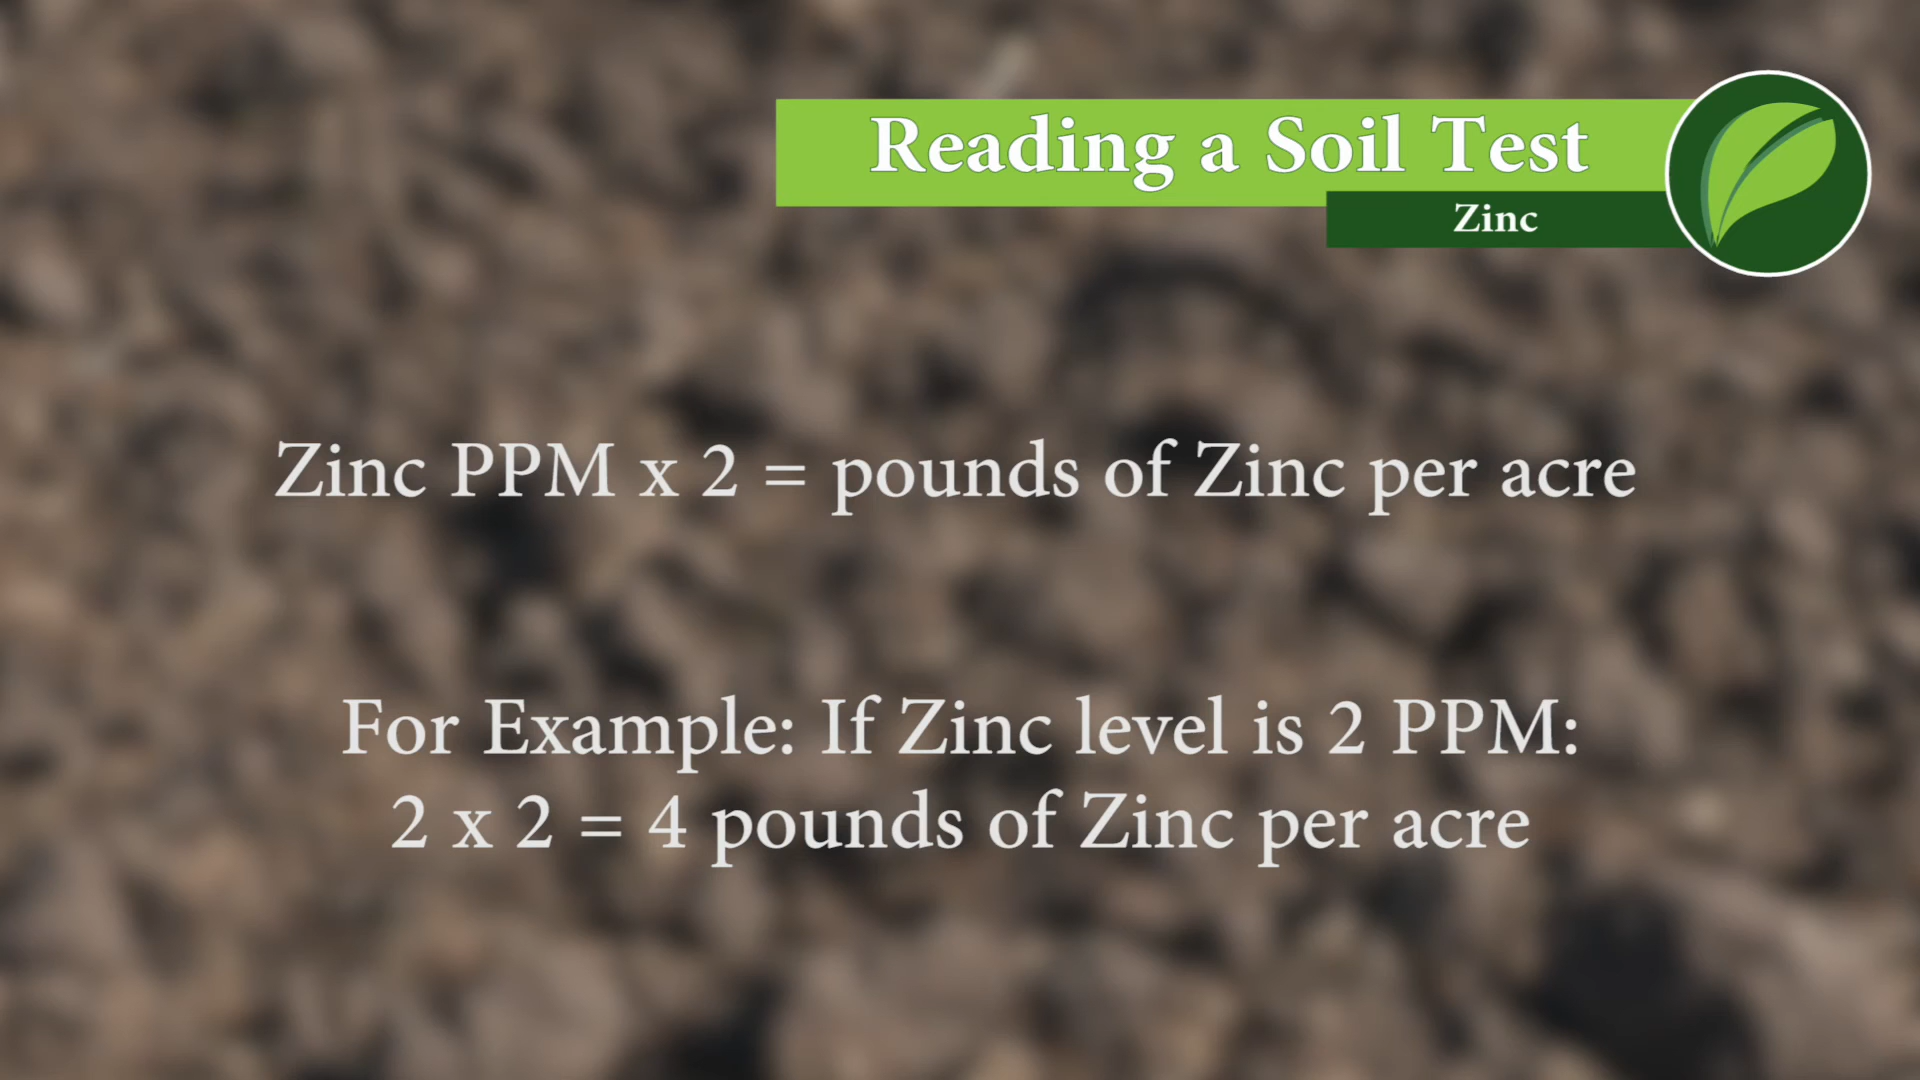 Reading a Soil Test
Zinc
Zinc PPM x 2 = pounds of Zinc per acre
For Example: If Zinc level is 2 PPM:
2 x 2 = 4 pounds of Zinc per acre